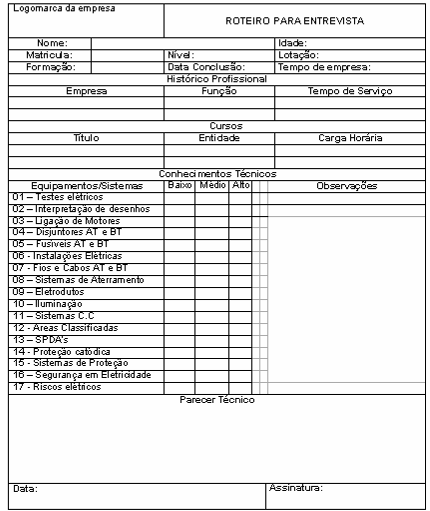 Logomarca da empresa
ROTEIRO PARA ENTREVISTA
Nome: Idade:
Matricula: Nível: Lotação:
Formação: Data Conclusão: Tempo de empresa:
Histórico Profissional
Empresa Função Tempo de Serviço
Cursos
Título Entidade Carga Horária
Conhecimentos Técnicos
Equipamentos/Sistemas Baixo Médio Alto Observações
01 – Testes elétricos
02 – Interpretação de desenhos
03 – Ligação de Motores
04 – Disjuntores AT e BT
05 – Fusíveis AT e BT
06 - Instalações Elétricas
07 - Fios e Cabos AT e BT
08 – Sistemas de Aterramento
09 – Eletrodutos
10 – Iluminação
11 – Sistemas C.C
12 - Areas Classificadas
13 – SPDA's
14 - Proteção catódica
15 - Sistemas de Proteção
16 – Segurança em Eletricidade
17 - Riscos elétricos
Parecer Técnico
Data: Assinatura: